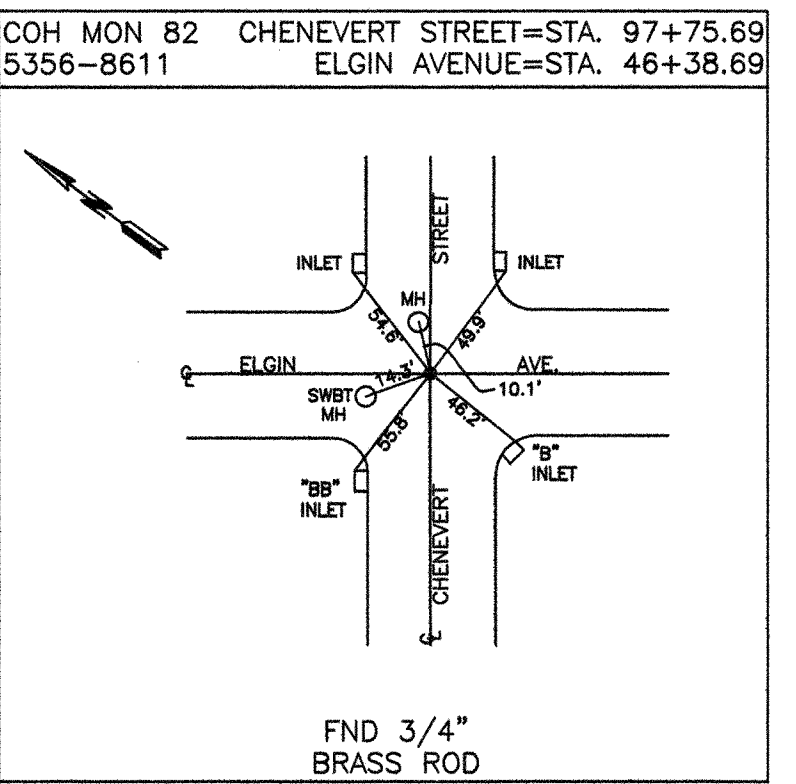 COH MON 82 CHENEVERT STREET=STA. 97+75.69
5356-8611 ELGIN AVENUE=STA. 46+38.69
N
STREET
INLET
INLET
MH
54.6'
49.9'
ELGIN
AVE.
℄
14.3'
10.1'
SWBT
MH
46.2'
55.8'
"B"
INLET
"BB"
INLET
CHENEVERT
℄
FND 3/4"
BRASS ROD